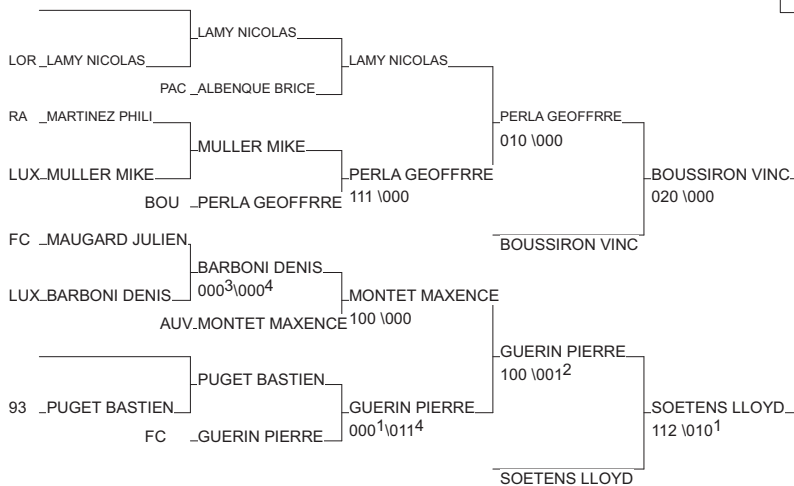 LAMY NICOLAS
LOR LAMY NICOLAS LAMY NICOLAS
PAC ALBENQUE BRICE
RA MARTINEZ PHILI PERLA GEOFFRRE
010 \000
MULLER MIKE
LUX MULLER MIKE PERLA GEOFFRRE BOUSSIRON VINC
BOU PERLA GEOFFRRE 111 \000 020 \000
FC MAUGARD JULIEN BOUSSIRON VINC
BARBONI DENIS
000³\000⁴
LUX BARBONI DENIS MONTET MAXENCE
AUV MONTET MAXENCE 100 \000
GUERIN PIERRE
100 \001²
PUGET BASTIEN
93 PUGET BASTIEN GUERIN PIERRE SOETENS LLOYD
000¹\011⁴ 112 \010¹
FC GUERIN PIERRE
SOETENS LLOYD